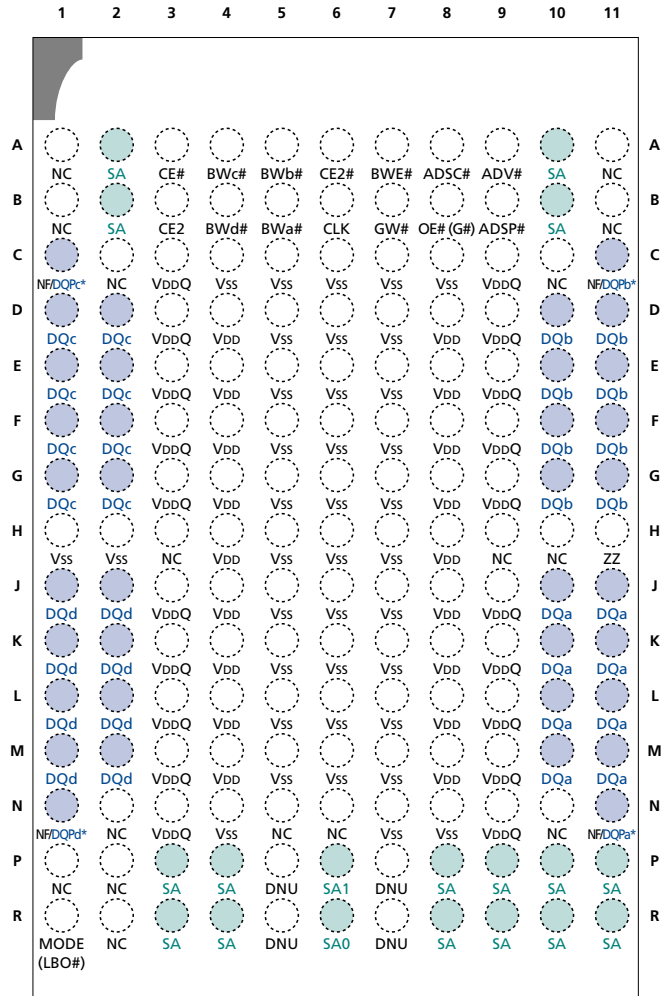 1 2 3 4 5 6 7 8 9 10 11
A A
NC SA CE# BWc# BWb# CE2# BWE# ADSC# ADV# SA NC
B B
NC SA CE2 BWd# BWa# CLK GW# OE# (G#) ADSP# SA NC
C C
NF/DQPc* NC VDDQ Vss Vss Vss Vss Vss VDDQ NC NF/DQPb*
D D
DQc DQc VDDQ VDD Vss Vss Vss VDD VDDQ DQb DQb
E E
DQc DQc VDDQ VDD Vss Vss Vss VDD VDDQ DQb DQb
F F
DQc DQc VDDQ VDD Vss Vss Vss VDD VDDQ DQb DQb
G G
DQc DQc VDDQ VDD Vss Vss Vss VDD VDDQ DQb DQb
H H
Vss Vss NC VDD Vss Vss Vss VDD NC NC ZZ
J J
DQd DQd VDDQ VDD Vss Vss Vss VDD VDDQ DQa DQa
K K
DQd DQd VDDQ VDD Vss Vss Vss VDD VDDQ DQa DQa
L L
DQd DQd VDDQ VDD Vss Vss Vss VDD VDDQ DQa DQa
M M
DQd DQd VDDQ VDD Vss Vss Vss VDD VDDQ DQa DQa
N N
NF/DQPd* NC VDDQ Vss NC NC Vss Vss VDDQ NC NF/DQPa*
P P
NC NC SA SA DNU SA1 DNU SA SA SA SA
R R
MODE NC SA SA DNU SA0 DNU SA SA SA SA
(LBO#)